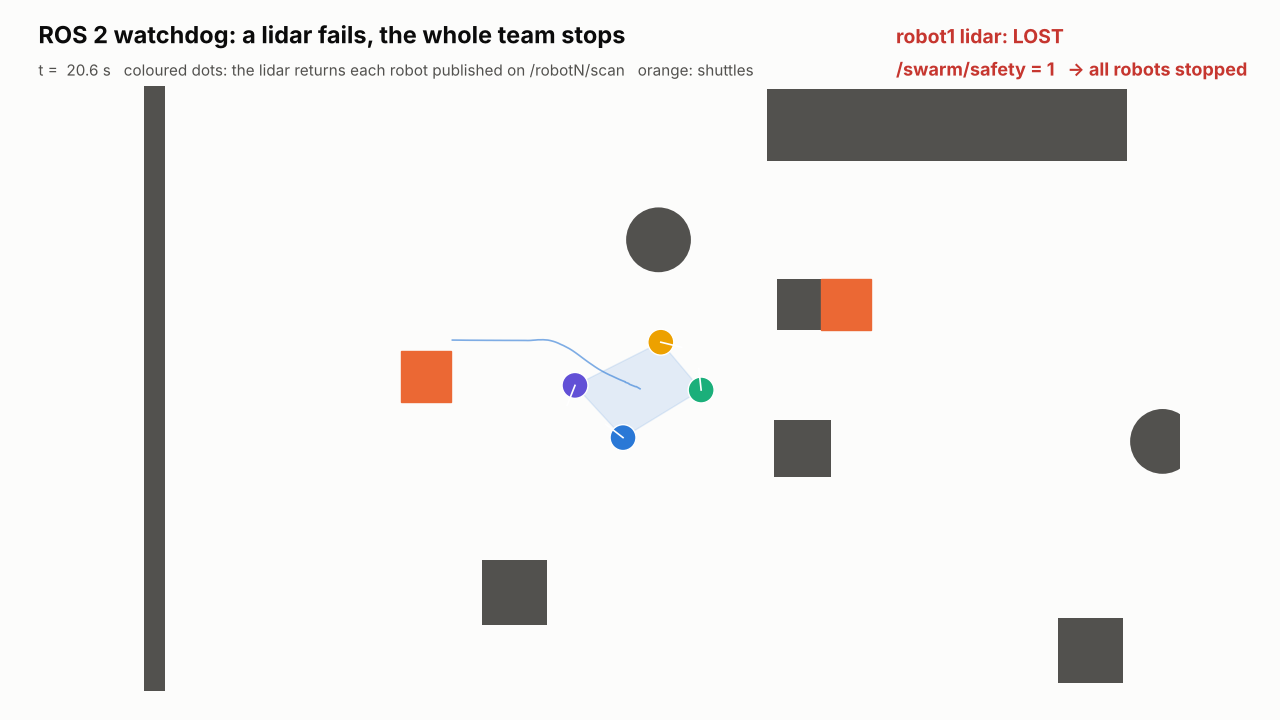 ROS 2 watchdog: a lidar fails, the whole team stops
robot1 lidar: LOST
t = 20.6 s coloured dots: the lidar returns each robot published on /robotN/scan orange: shuttles
/swarm/safety = 1 → all robots stopped